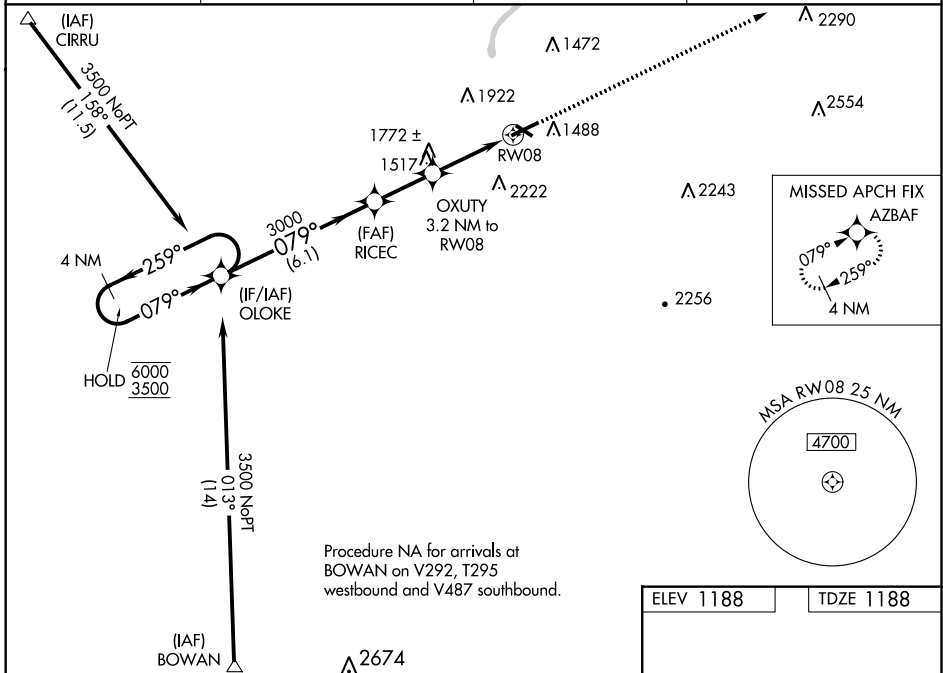 (IAF)
CIRRU
3500 NoPT
158°
(11.5)
2290
1472
1922
2554
1772 ±
1488
1517
RW08
2222
2243
OXUTY
3.2 NM to
RW08
MISSED APCH FIX
AZBAF
079°
259°
4 NM
3000
079°
(6.1)
(FAF)
RICEC
4 NM
259°
079°
(IF/IAF)
OLOKE
2256
HOLD
6000
3500
MSA RW08 25 NM
4700
3500 NoPT
013°
(14)
Procedure NA for arrivals at
BOWAN on V292, T295
westbound and V487 southbound.
ELEV 1188
TDZE 1188
(IAF)
BOWAN
2674